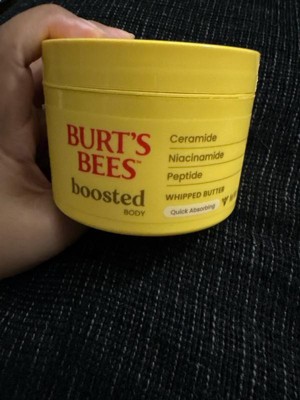 BURT'S
BEES
boosted
BODY
Ceramide
Niacinamide
Peptide
WHIPPED BUTTER
Quick Absorbing